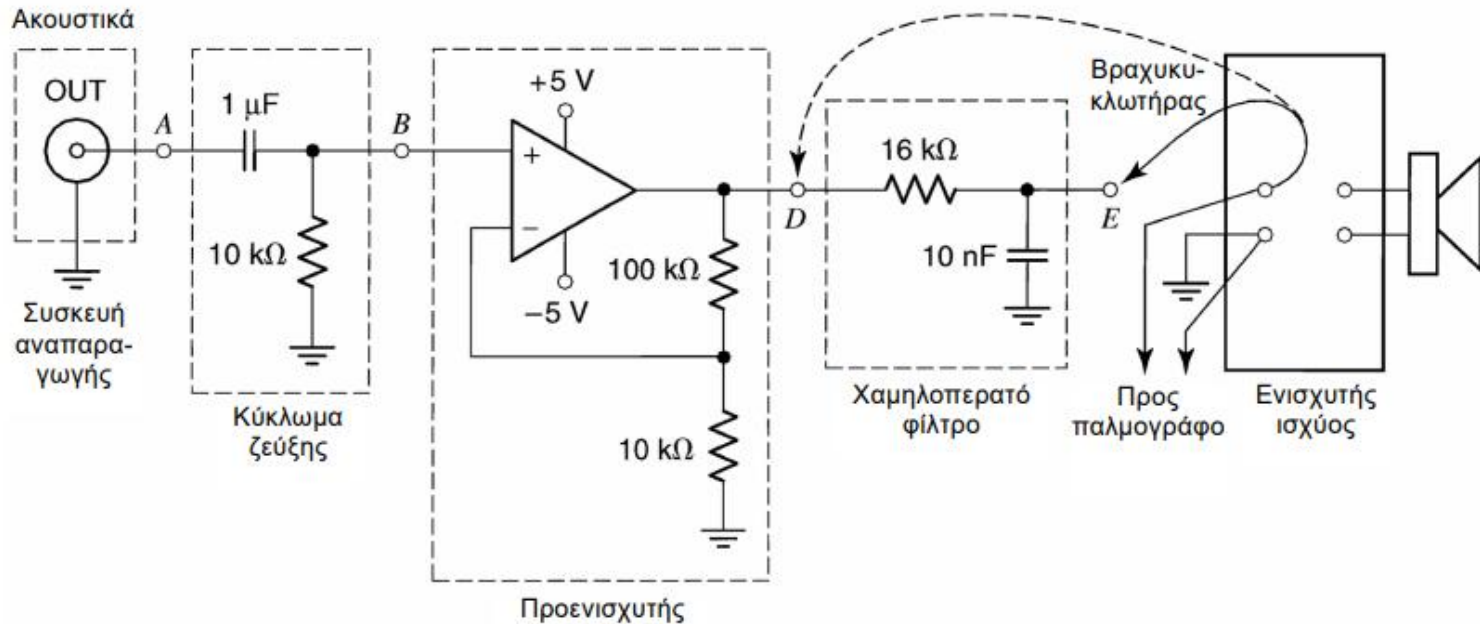 Ακουστικά
OUT
A
1 μF
10 kΩ
B
Συσκευή
αναπαρα-
γωγής
Κύκλωμα
ζεύξης
+5 V
+
−
−5 V
100 kΩ
10 kΩ
Προενισχυτής
D
16 kΩ
10 nF
E
Χαμηλοπερατό
φίλτρο
Βραχυκυ-
κλωτήρας
Προς
παλμογράφο
Ενισχυτής
ισχύος